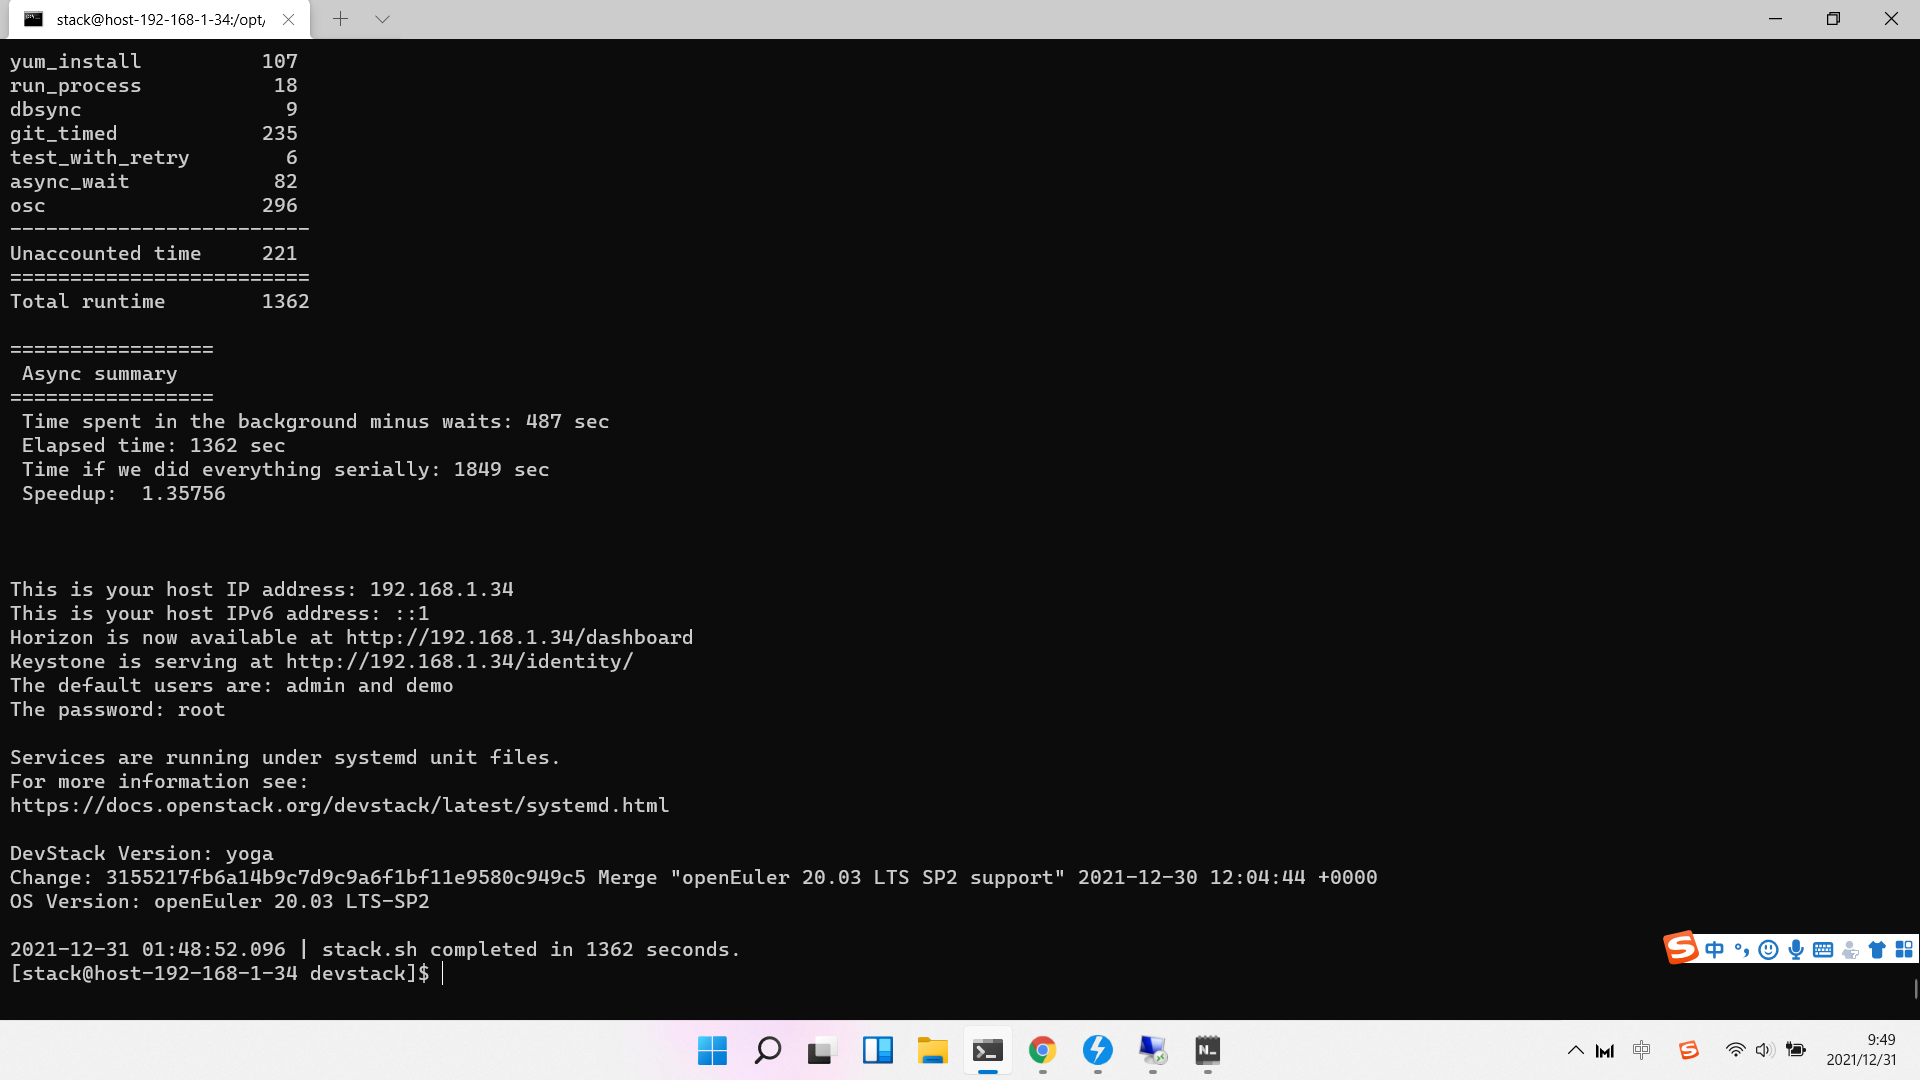 stack@host-192-168-1-34:/opt/
yum_install          107
run_process           18
dbsync                 9
git_timed            235
test_with_retry        6
async_wait            82
osc                  296
-------------------------
Unaccounted time     221
=========================
Total runtime        1362

=================
 Async summary
=================
 Time spent in the background minus waits: 487 sec
 Elapsed time: 1362 sec
 Time if we did everything serially: 1849 sec
 Speedup:  1.35756

This is your host IP address: 192.168.1.34
This is your host IPv6 address: ::1
Horizon is now available at http://192.168.1.34/dashboard
Keystone is serving at http://192.168.1.34/identity/
The default users are: admin and demo
The password: root

Services are running under systemd unit files.
For more information see:
https://docs.openstack.org/devstack/latest/systemd.html

DevStack Version: yoga
Change: 3155217fb6a14b9c7d9c9a6f1bf11e9580c949c5 Merge "openEuler 20.03 LTS SP2 support" 2021-12-30 12:04:44 +0000
OS Version: openEuler 20.03 LTS-SP2

2021-12-31 01:48:52.096 | stack.sh completed in 1362 seconds.
[stack@host-192-168-1-34 devstack]$
S 中
N
中 S
9:49
2021/12/31